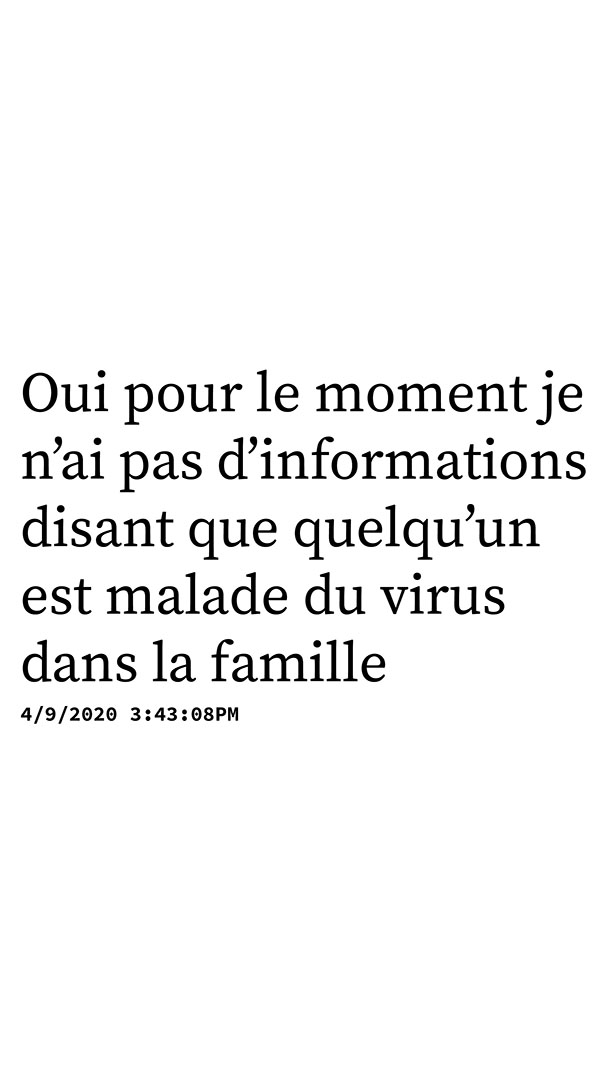 Oui pour le moment je
n’ai pas d’informations
disant que quelqu’un
est malade du virus
dans la famille
4/9/2020 3:43:08PM